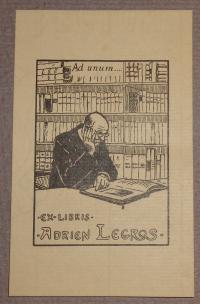 Ad unum....
·EX-LIBRIS·
·ADRIEN LEGROS·